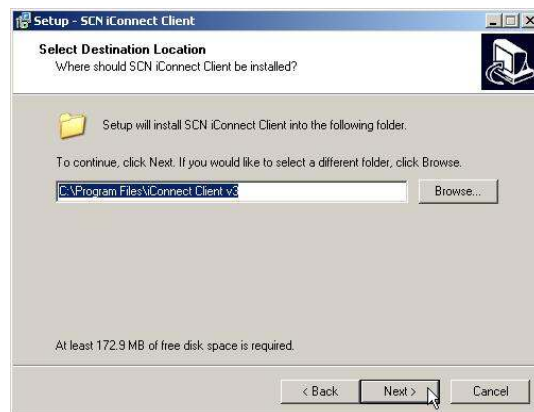 Setup - SCN iConnect Client
Select Destination Location
Where should SCN iConnect Client be installed?
Setup will install SCN iConnect Client into the following folder.
To continue, click Next. If you would like to select a different folder, click Browse.
C:\Program Files\iConnect Client v3
Browse...
At least 172.9 MB of free disk space is required.
< Back
Next >
Cancel